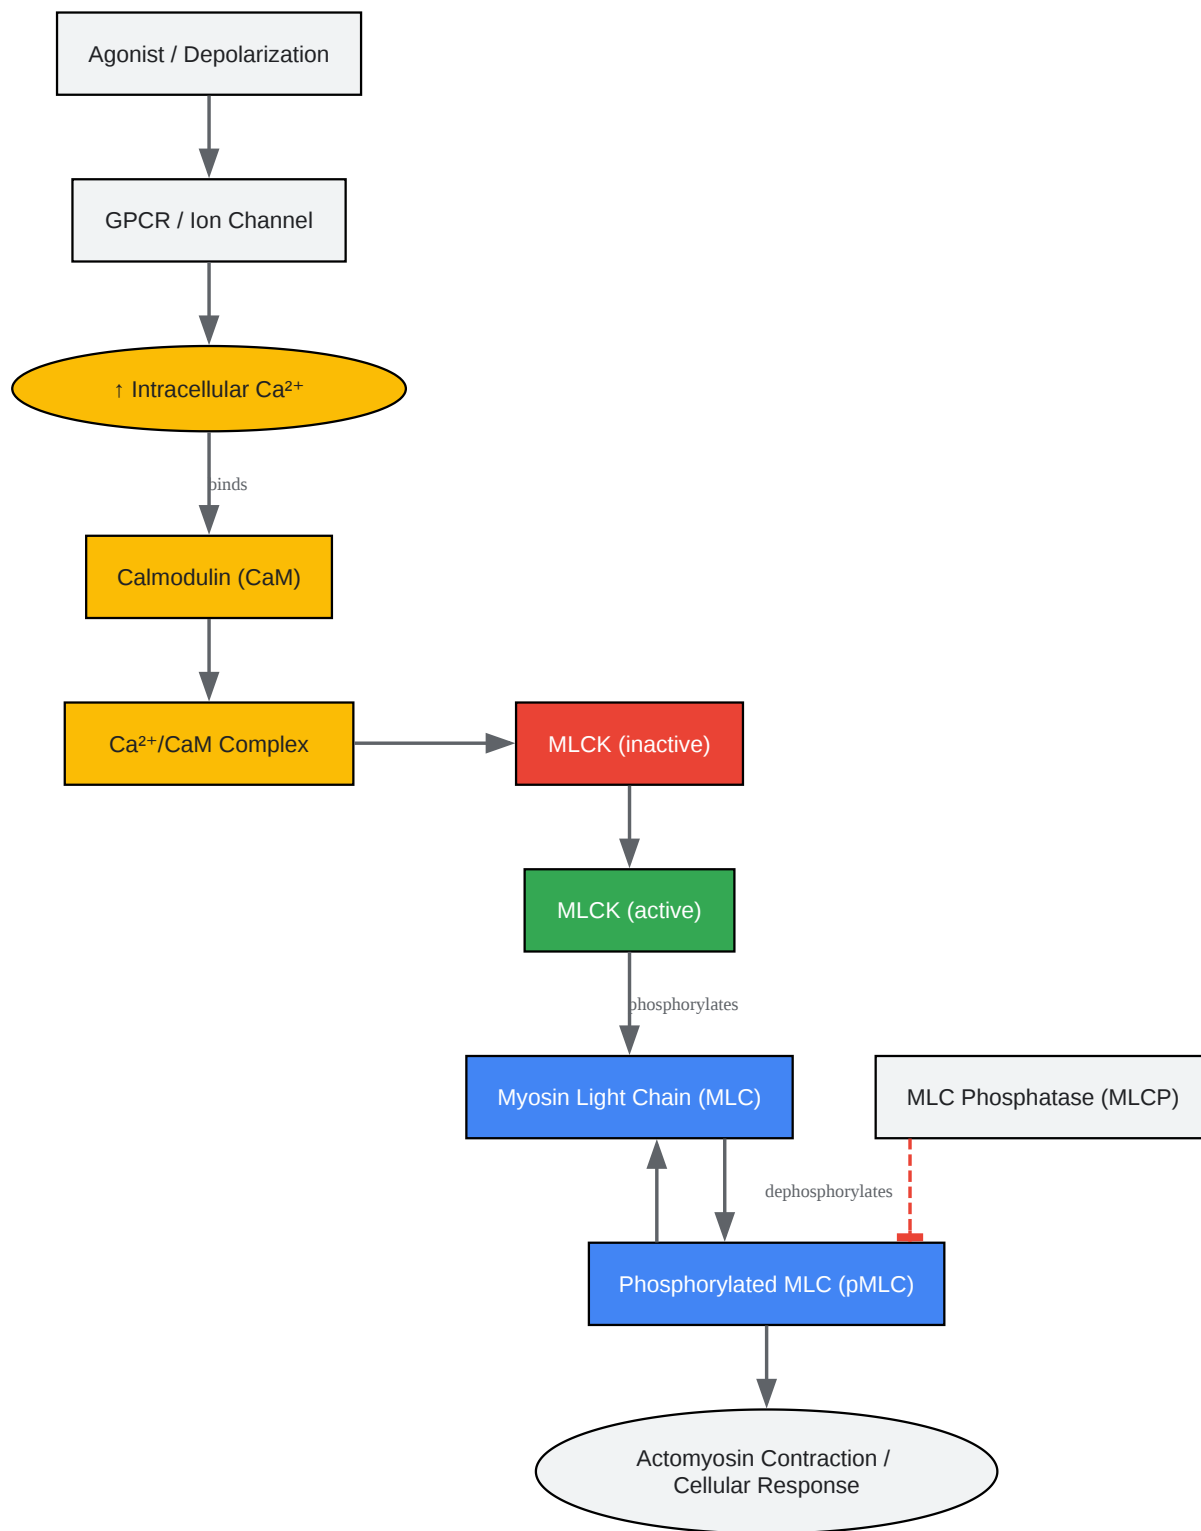 Agonist / Depolarization
GPCR / Ion Channel
↑ Intracellular Ca²⁺
binds
Calmodulin (CaM)
Ca²⁺/CaM Complex
MLCK (inactive)
MLCK (active)
phosphorylates
Myosin Light Chain (MLC)
MLC Phosphatase (MLCP)
dephosphorylates
Phosphorylated MLC (pMLC)
Actomyosin Contraction /
Cellular Response